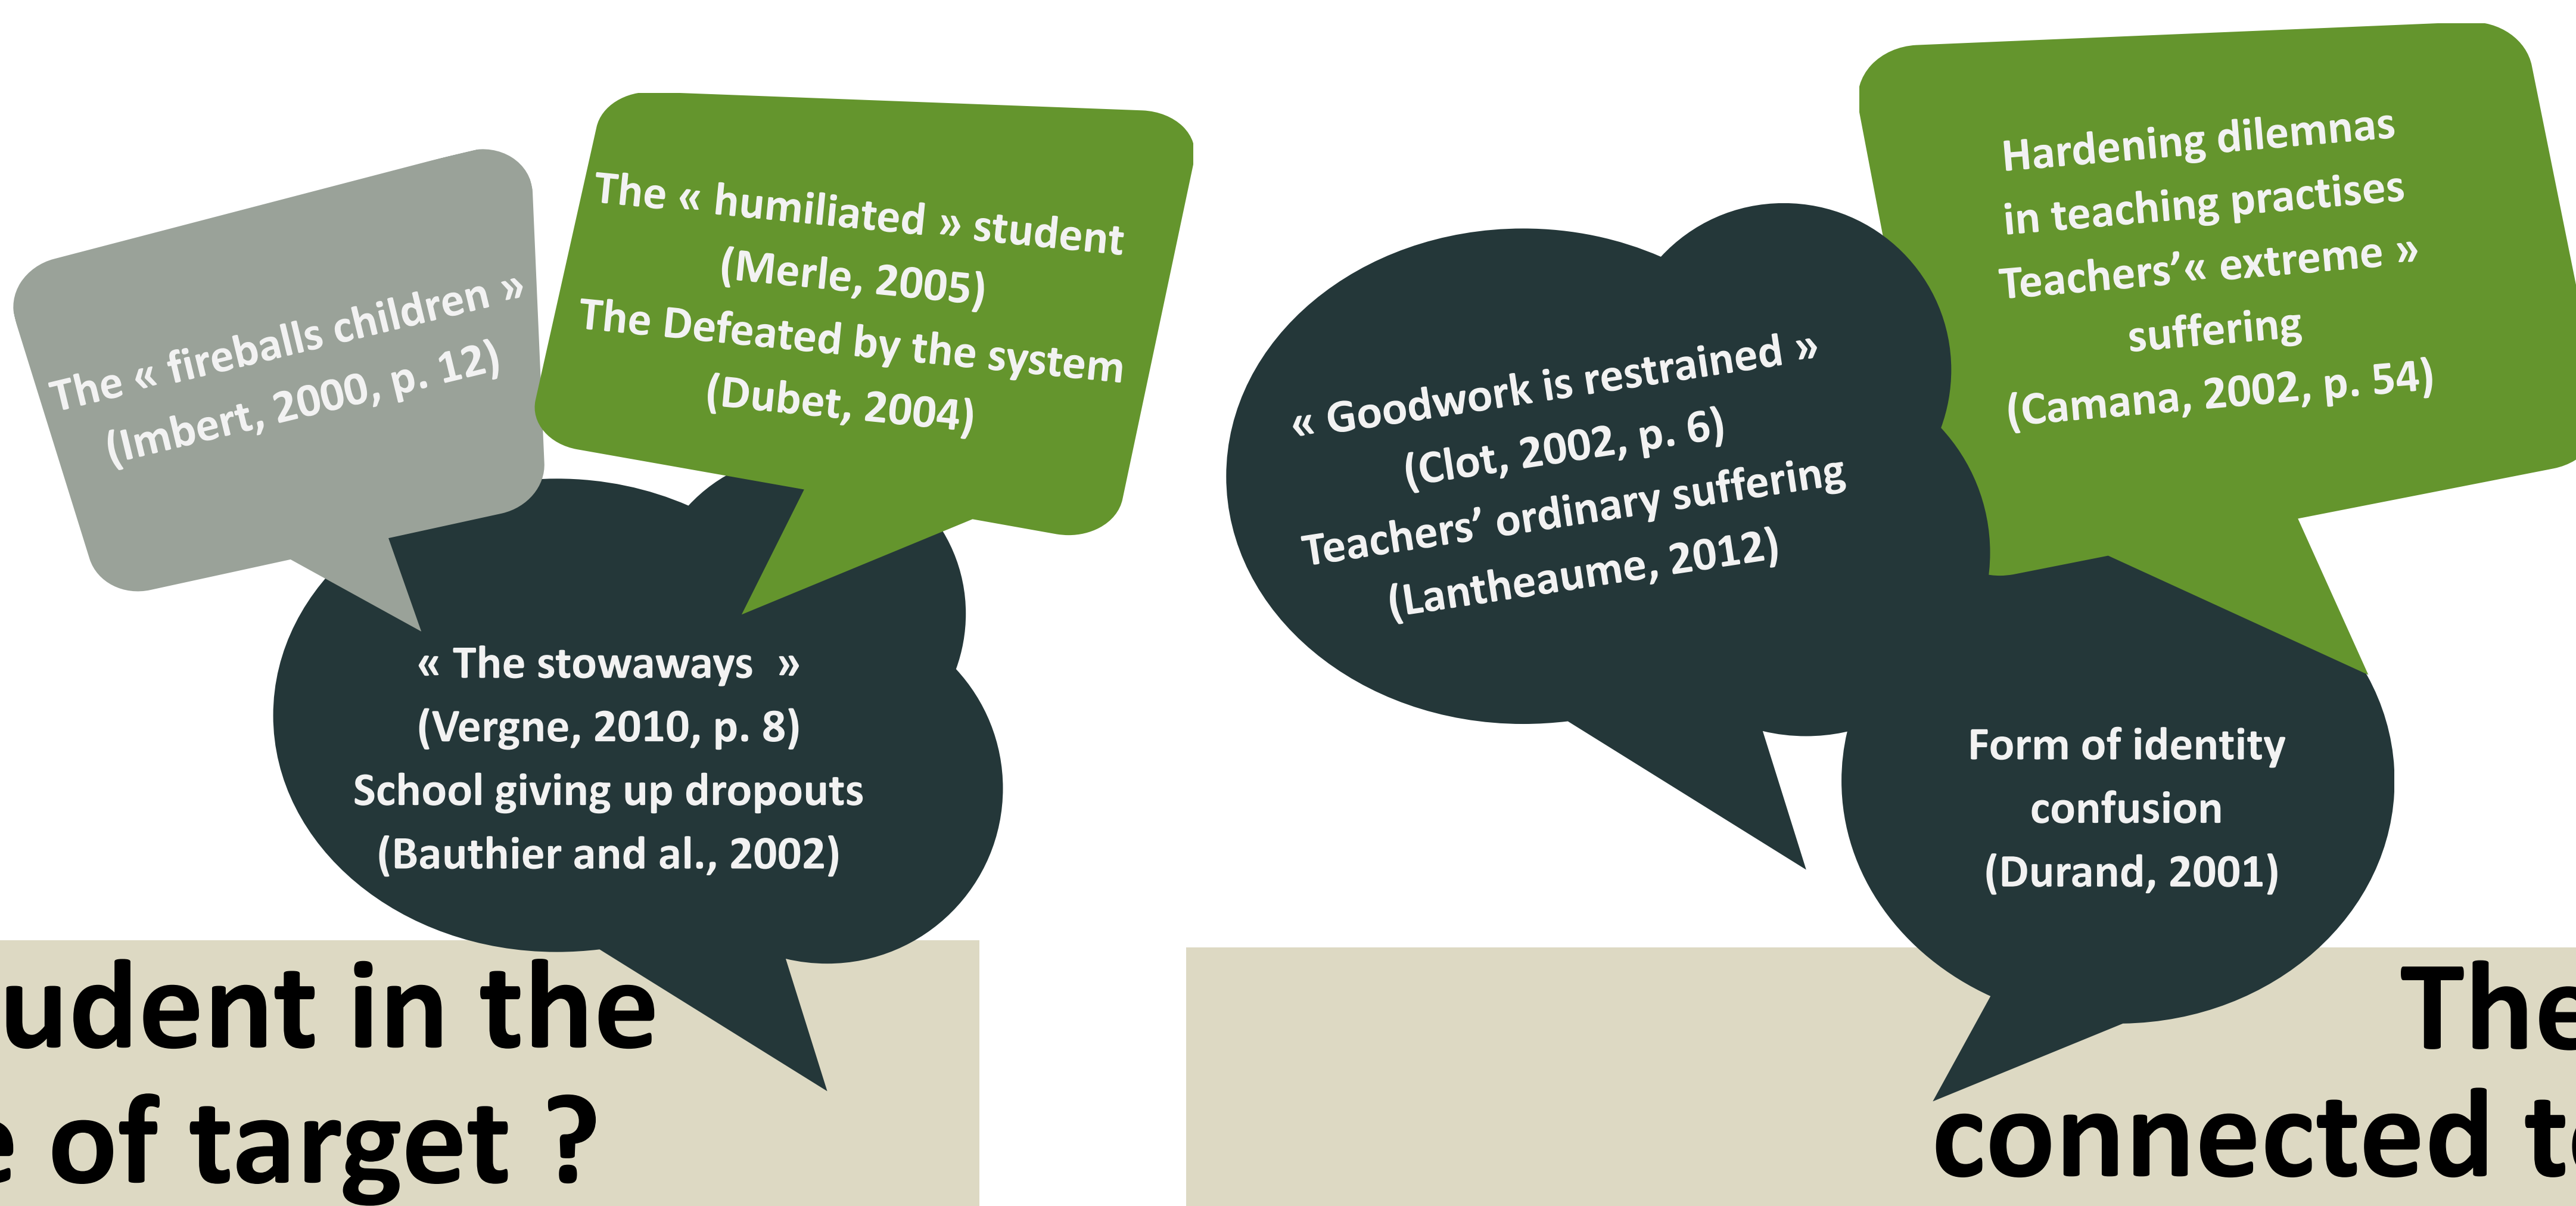 The « fireballs children »
(Imbert, 2000, p. 12)
The « humiliated » student
(Merle, 2005)
The Defeated by the system
(Dubet, 2004)
« The stowaways  »
(Vergne, 2010, p. 8)
School giving up dropouts
(Bauthier and al., 2002)
udent in the
e of target ?
« Goodwork is restrained »
(Clot, 2002, p. 6)
Teachers’ ordinary suffering
(Lantheaume, 2012)
Hardening dilemnas
in teaching practises
Teachers’« extreme »
suffering
(Camana, 2002, p. 54)
Form of identity
confusion
(Durand, 2001)
The
connected t